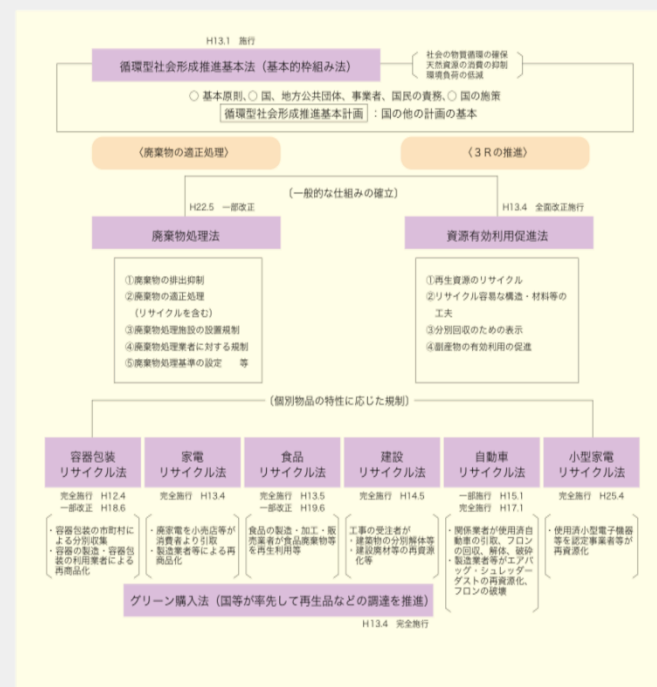 H13.1 施行
循環型社会形成推進基本法（基本的枠組み法）
社会の物質循環の確保
天然資源の消費の抑制
環境負荷の低減
○ 基本原則、○ 国、地方公共団体、事業者、国民の責務、○ 国の施策
循環型社会形成推進基本計画 ：国の他の計画の基本
〈廃棄物の適正処理〉
〈３Ｒの推進〉
〔一般的な仕組みの確立〕
H22.5 一部改正
H13.4 全面改正施行
廃棄物処理法
資源有効利用促進法
①廃棄物の排出抑制
②廃棄物の適正処理
（リサイクルを含む）
③廃棄物処理施設の設置規制
④廃棄物処理業者に対する規制
⑤廃棄物処理基準の設定 等
①再生資源のリサイクル
②リサイクル容易な構造・材料等の
工夫
③分別回収のための表示
④副産物の有効利用の促進
〔個別物品の特性に応じた規制〕
容器包装
リサイクル法
完全施行 H12.4
一部改正 H18.6
・容器包装の市町村に
よる分別収集
・容器の製造・容器包
装の利用業者による
再商品化
家電
リサイクル法
完全施行 H13.4
・廃家電を小売店等が
消費者より引取
・製造業者等による再
商品化
食品
リサイクル法
完全施行 H13.5
一部改正 H19.6
食品の製造・加工・販
売業者が食品廃棄物等
を再生利用等
建設
リサイクル法
完全施行 H14.5
工事の受注者が
・建築物の分別解体等
・建設廃材等の再資源
化等
自動車
リサイクル法
一部施行 H15.1
完全施行 H17.1
・関係業者が使用済自
動車の引取、フロン
の回収、解体、破砕
・製造業者等がエアバ
ッグ・シュレッダー
ダストの再資源化、
フロンの破壊
小型家電
リサイクル法
完全施行 H25.4
・使用済小型電子機器
等を認定事業者等が
再資源化
グリーン購入法（国等が率先して再生品などの調達を推進）
H13.4 完全施行